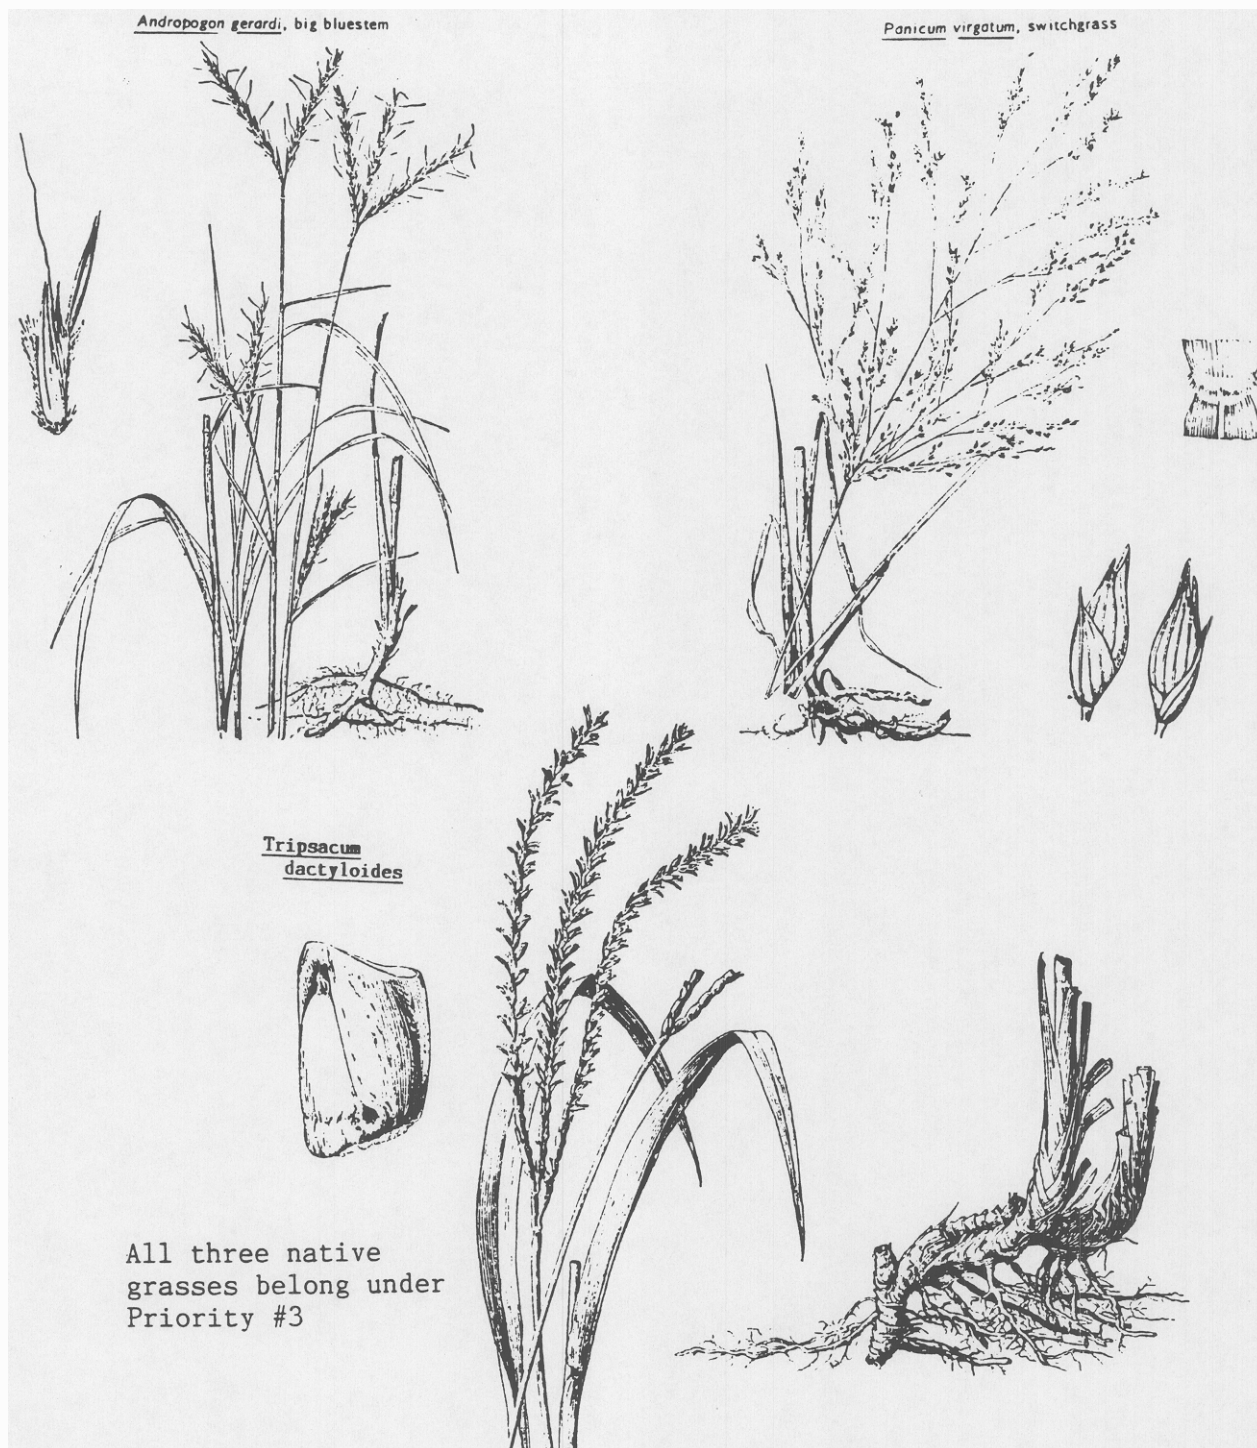 Andropogon gerardi, big bluestem
Panicum virgatum, switchgrass
Tripsacum
dactyloides
All three native
grasses belong under
Priority #3